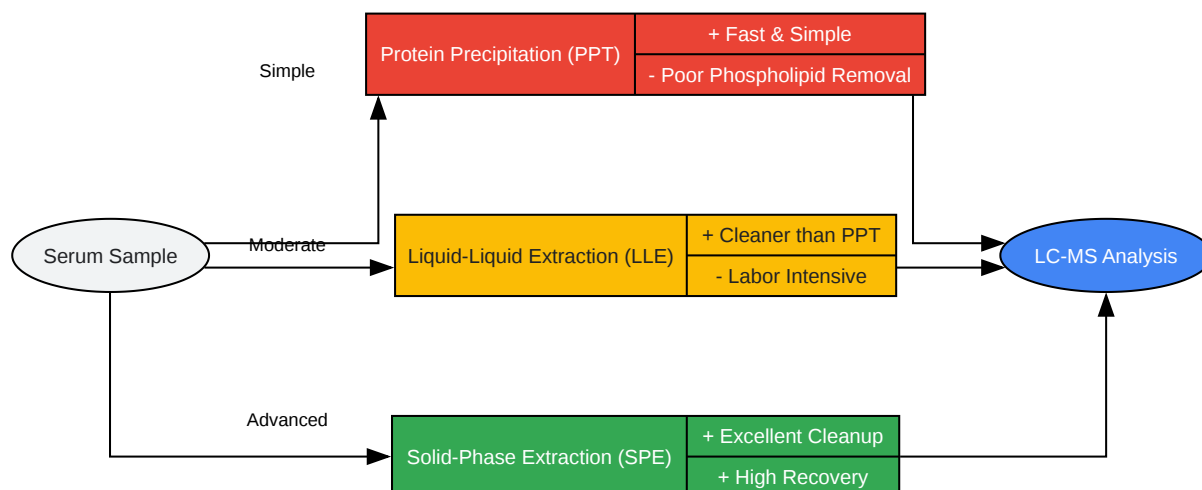 Simple
Protein Precipitation (PPT)
+ Fast & Simple
- Poor Phospholipid Removal
Serum Sample
Moderate
Liquid-Liquid Extraction (LLE)
+ Cleaner than PPT
- Labor Intensive
LC-MS Analysis
Advanced
Solid-Phase Extraction (SPE)
+ Excellent Cleanup
+ High Recovery